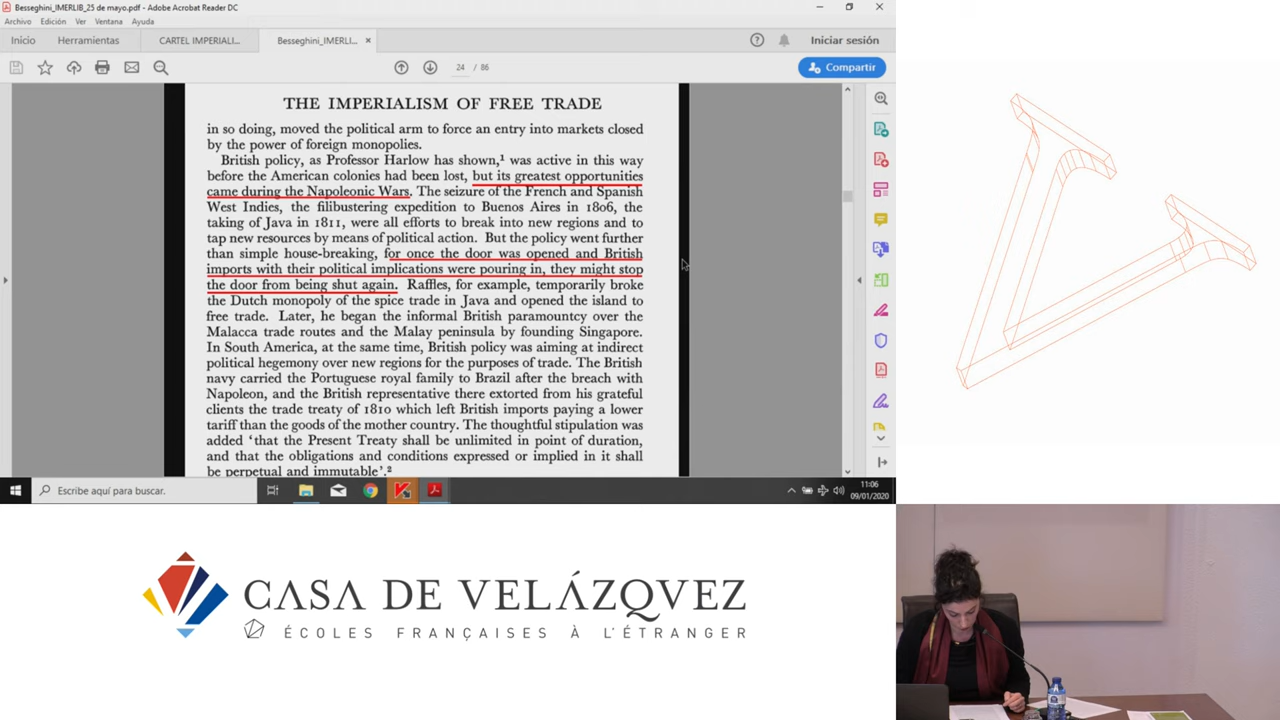 Besseghini_IMERLIB_25 de mayo.pdf - Adobe Acrobat Reader DC
Archivo Edición Ver Ventana Ayuda
Inicio Herramientas CARTEL IMPERIALI... Besseghini_IMERLI... × Iniciar sesión
24 / 86 Compartir
THE IMPERIALISM OF FREE TRADE
in so doing, moved the political arm to force an entry into markets closed
by the power of foreign monopolies.
British policy, as Professor Harlow has shown,¹ was active in this way
before the American colonies had been lost, but its greatest opportunities
came during the Napoleonic Wars. The seizure of the French and Spanish
West Indies, the filibustering expedition to Buenos Aires in 1806, the
taking of Java in 1811, were all efforts to break into new regions and to
tap new resources by means of political action. But the policy went further
than simple house-breaking, for once the door was opened and British
imports with their political implications were pouring in, they might stop
the door from being shut again. Raffles, for example, temporarily broke
the Dutch monopoly of the spice trade in Java and opened the island to
free trade. Later, he began the informal British paramountcy over the
Malacca trade routes and the Malay peninsula by founding Singapore.
In South America, at the same time, British policy was aiming at indirect
political hegemony over new regions for the purposes of trade. The British
navy carried the Portuguese royal family to Brazil after the breach with
Napoleon, and the British representative there extorted from his grateful
clients the trade treaty of 1810 which left British imports paying a lower
tariff than the goods of the mother country. The thoughtful stipulation was
added ‘that the Present Treaty shall be unlimited in point of duration,
and that the obligations and conditions expressed or implied in it shall
be perpetual and immutable’.²
Escribe aquí para buscar.
11:06
09/01/2020
CASA DE VELÁZQVEZ
ÉCOLES FRANÇAISES À L'ÉTRANGER